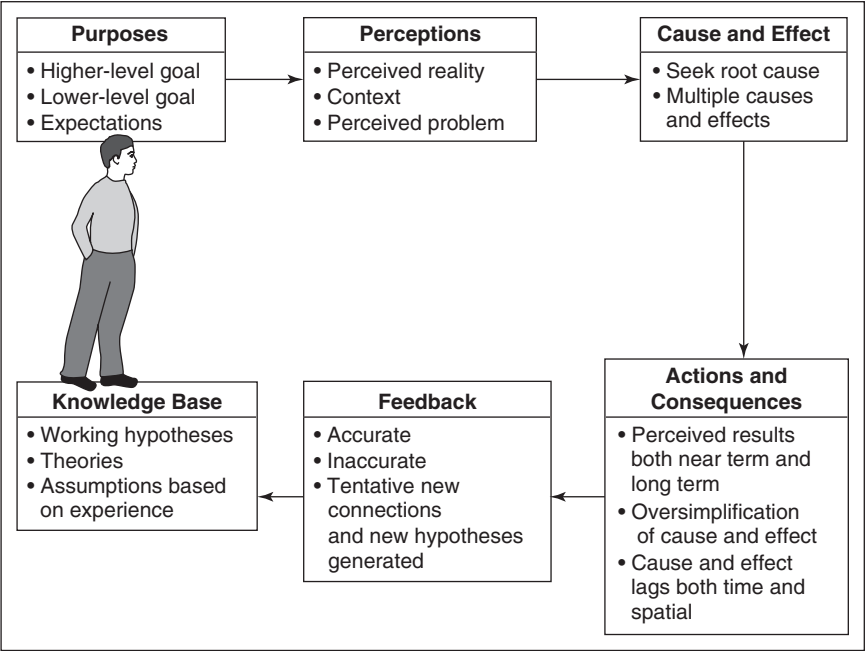 Purposes
• Higher-level goal
• Lower-level goal
• Expectations
Perceptions
• Perceived reality
• Context
• Perceived problem
Cause and Effect
• Seek root cause
• Multiple causes
and effects
Actions and
Consequences
• Perceived results
both near term and
long term
• Oversimplification
of cause and effect
• Cause and effect
lags both time and
spatial
Feedback
• Accurate
• Inaccurate
• Tentative new
connections
and new hypotheses
generated
Knowledge Base
• Working hypotheses
• Theories
• Assumptions based
on experience